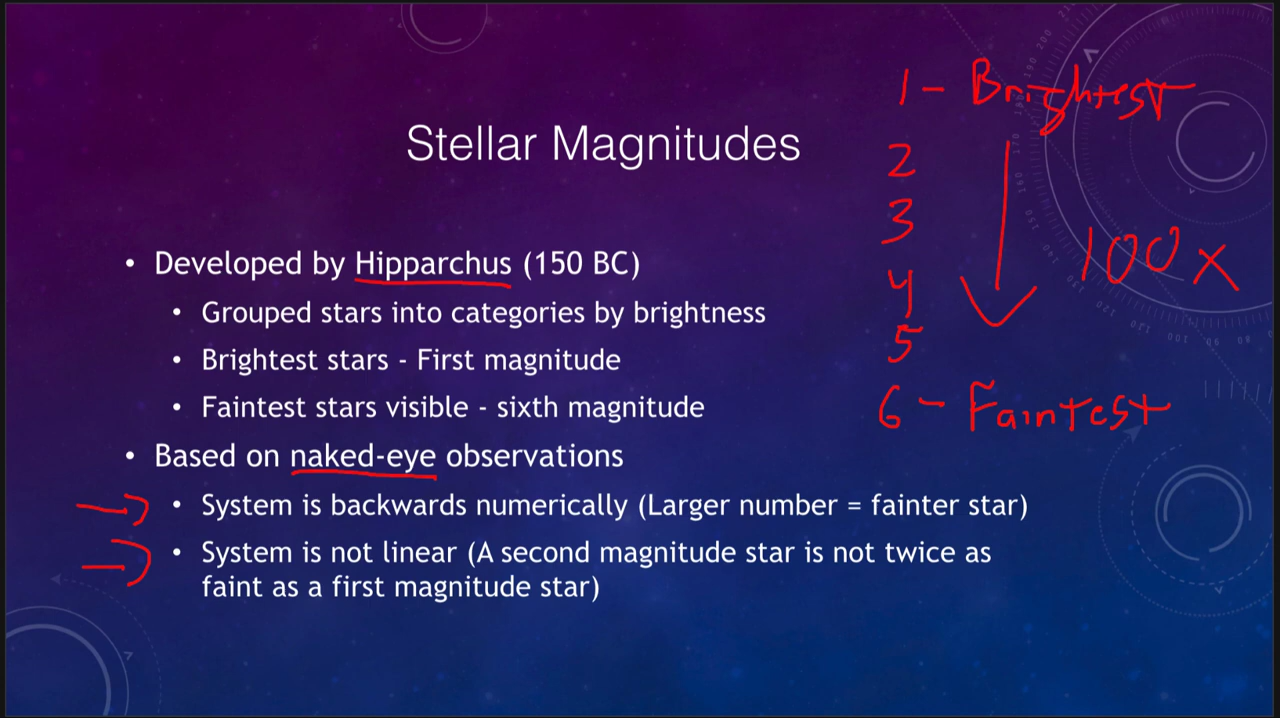 Stellar Magnitudes
• Developed by Hipparchus (150 BC)
• Grouped stars into categories by brightness
• Brightest stars - First magnitude
• Faintest stars visible - sixth magnitude
• Based on naked-eye observations
• System is backwards numerically (Larger number = fainter star)
• System is not linear (A second magnitude star is not twice as
faint as a first magnitude star)
1 - Brightest
2
3
4
5
6 - Faintest
100 x